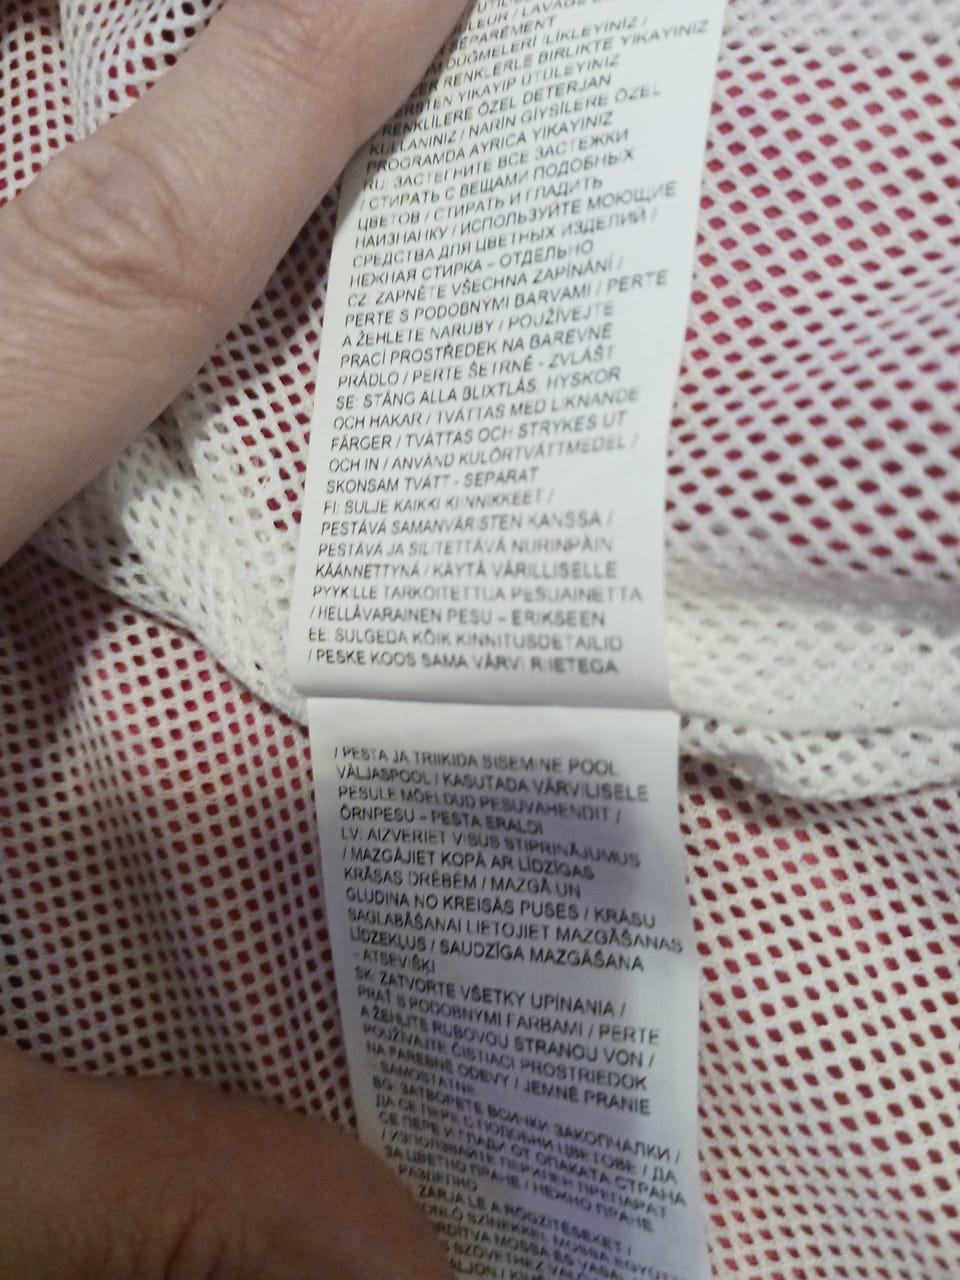 LLEUR / LAVAGE
SÉPARÉMENT
DÜĞMELERİ İLİKLEYİNİZ /
RENKLERLE BİRLİKTE YIKAYINIZ
TERSTEN YIKAYIP ÜTÜLEYİNİZ
RENKLİLERE ÖZEL DETERJAN
KULLANINIZ / NARİN GİYSİLERE ÖZEL
PROGRAMDA AYRICA YIKAYINIZ
RU: ЗАСТЕГНИТЕ ВСЕ ЗАСТЕЖКИ
/ СТИРАТЬ С ВЕЩАМИ ПОДОБНЫХ
ЦВЕТОВ / СТИРАТЬ И ГЛАДИТЬ
НАИЗНАНКУ / ИСПОЛЬЗУЙТЕ МОЮЩИЕ
СРЕДСТВА ДЛЯ ЦВЕТНЫХ ИЗДЕЛИЙ /
НЕЖНАЯ СТИРКА – ОТДЕЛЬНО
CZ: ZAPNĚTE VŠECHNA ZAPÍNÁNÍ /
PERTE S PODOBNÝMI BARVAMI / PERTE
A ŽEHLETE NARUBY / POUŽÍVEJTE
PRACÍ PROSTŘEDEK NA BAREVNÉ
PRÁDLO / PERTE ŠETRNĚ - ZVLÁŠŤ
SE: STÄNG ALLA BLIXTLÅS, HYSKOR
OCH HAKAR / TVÄTTAS MED LIKNANDE
FÄRGER / TVÄTTAS OCH STRYKES UT
OCH IN / ANVÄND KULÖRTVÄTTMEDEL /
SKONSAM TVÄTT - SEPARAT
FI: SULJE KAIKKI KIINNIKKEET /
PESTÄVÄ SAMANVÄRISTEN KANSSA /
PESTÄVÄ JA SILITETTÄVÄ NURINPÄIN
KÄÄNNETTYNÄ / KÄYTÄ VÄRILLISELLE
PYYKILLE TARKOITETTUA PESUAINETTA
/ HELLÄVARAINEN PESU – ERIKSEEN
EE: SULGEDA KÕIK KINNITUSDETAILID
/ PESKE KOOS SAMA VÄRVI RIIETEGA
/ PESTA JA TRIIKIDA SISEMINE POOL
VÄLJASPOOL / KASUTADA VÄRVILISELE
PESULE MÕELDUD PESUVAHENDIT /
ÕRNPESU – PESTA ERALDI
LV: AIZVERIET VISUS STIPRINĀJUMUS
/ MAZGĀJIET KOPĀ AR LĪDZĪGAS
KRĀSAS DRĒBĒM / MAZGĀ UN
GLUDINA NO KREISĀS PUSES / KRĀSU
SAGLABĀŠANAI LIETOJIET MAZGĀŠANAS
LĪDZEKĻUS / SAUDZĪGA MAZGĀŠANA
- ATSEVIŠĶI
SK: ZATVORTE VŠETKY UPÍNANIA /
PRAŤ S PODOBNÝMI FARBAMI / PERTE
A ŽEHLITE RUBOVOU STRANOU VON /
POUŽÍVAJTE ČISTIACI PROSTRIEDOK
NA FAREBNÉ ODEVY / JEMNÉ PRANIE
- SAMOSTATNE
BG: ЗАТВОРЕТЕ ВСИЧКИ ЗАКОПЧАЛКИ /
ДА СЕ ПЕРЕ С ПОДОБНИ ЦВЕТОВЕ / ДА
СЕ ПЕРЕ И ГЛАДИ ОТ ОПАКАТА СТРАНА
/ ИЗПОЛЗВАЙТЕ ПЕРИЛЕН ПРЕПАРАТ
ЗА ЦВЕТНО ПРАНЕ / НЕЖНО ПРАНЕ
- РАЗДЕЛНО
ZÁRJA LE A RÖGZÍTÉSEKET /
SZÍNEKKEL MOSSA EGYÜTT
MOSSA ÉS
SZÖVETHEZ